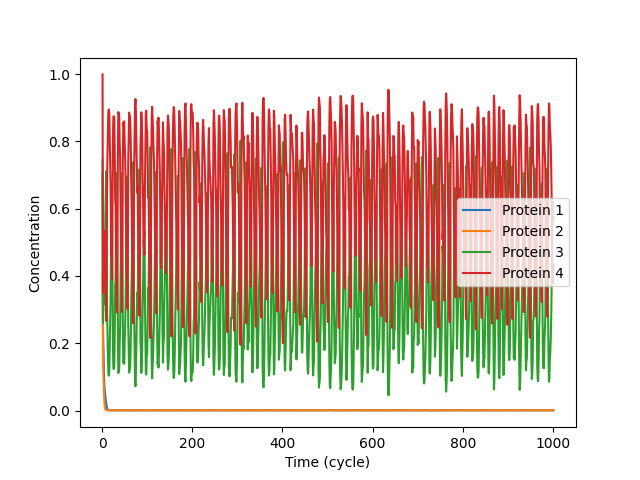 1.0
0.8
0.6
0.4
0.2
0.0
Concentration
0
200
400
600
800
1000
Time (cycle)
Protein 1
Protein 2
Protein 3
Protein 4